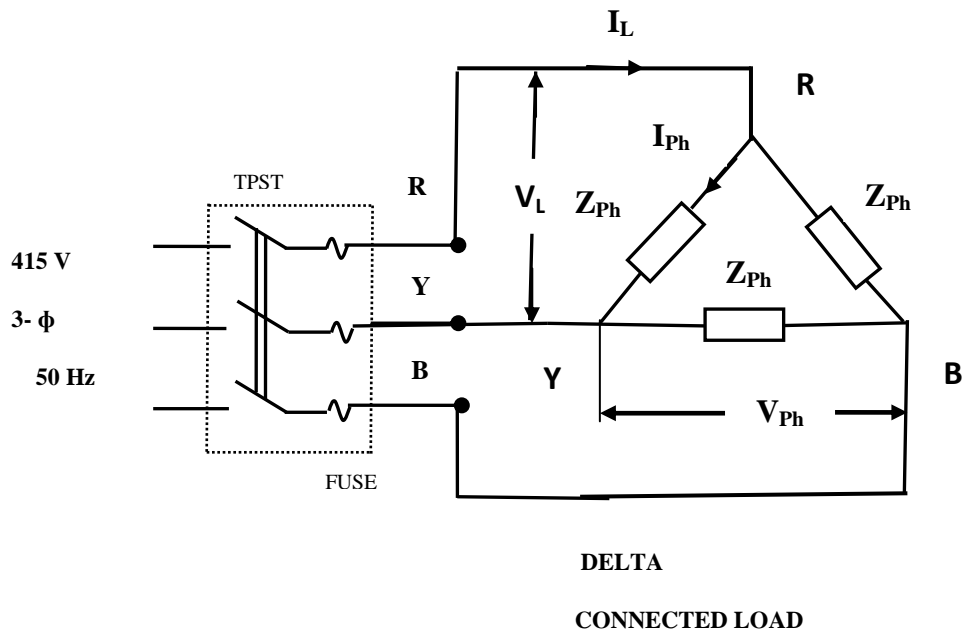 I_L
R
I_Ph
TPST
R
V_L
Z_Ph
Z_Ph
415 V
Z_Ph
Y
3- ϕ
50 Hz
B
Y
B
V_Ph
FUSE
DELTA
CONNECTED LOAD